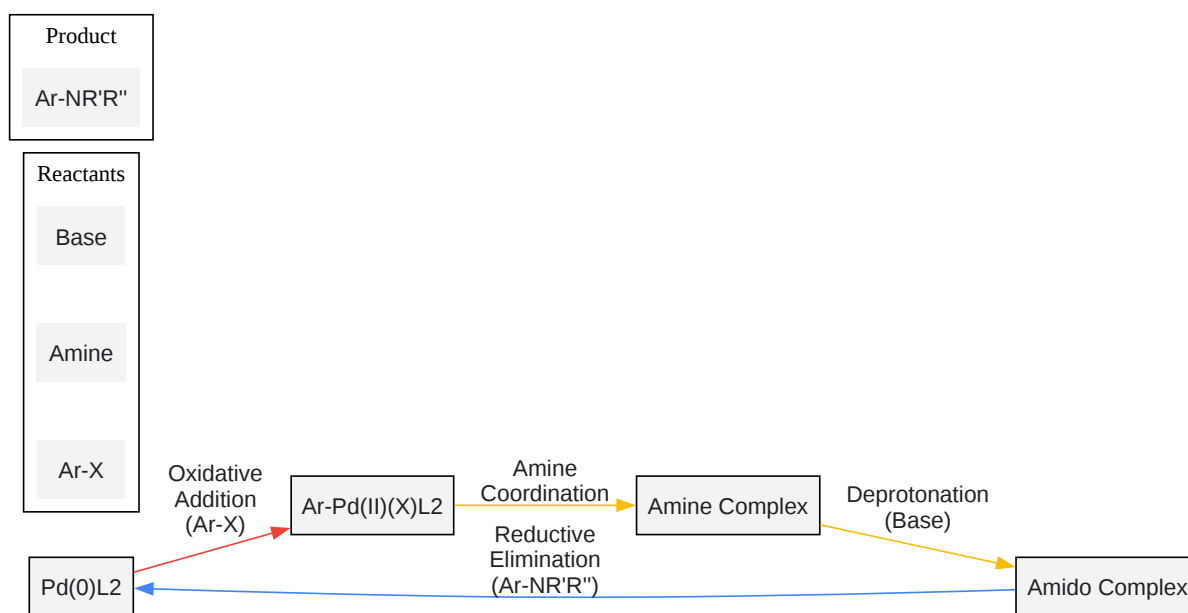 Product
Ar-NR'R"
Reactants
Base
Amine
Ar-X
Oxidative
Addition
(Ar-X)
Ar-Pd(II)(X)L2
Amine
Coordination
Amine Complex
Deprotonation
(Base)
Reductive
Elimination
(Ar-NR'R")
Pd(0)L2
Amido Complex